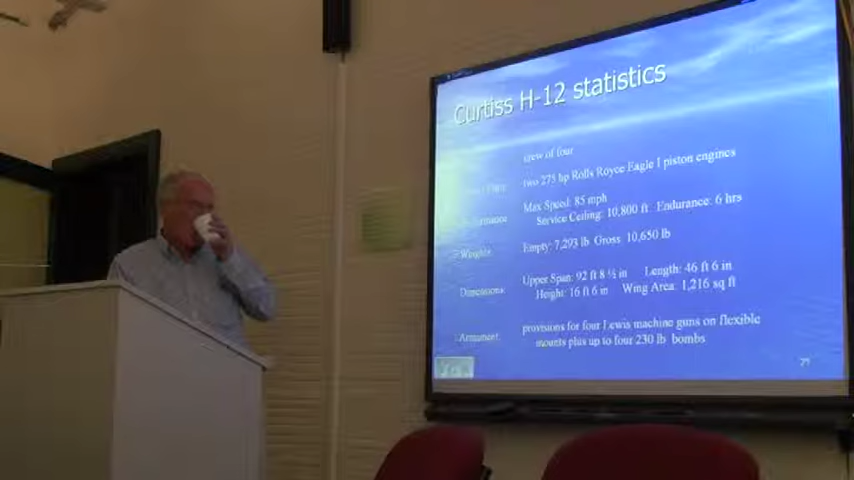 Curtiss H-12 statistics
crew of four
two 275 hp Rolls Royce Eagle I piston engines
Max Speed: 85 mph
Service Ceiling: 10,800 ft Endurance: 6 hrs
Weights: Empty: 7,293 lb Gross: 10,650 lb
Dimensions: Upper Span: 92 ft 8 ½ in Length: 46 ft 6 in
Height: 16 ft 6 in Wing Area: 1,216 sq ft
Armament: provisions for four Lewis machine guns on flexible
mounts plus up to four 230 lb bombs